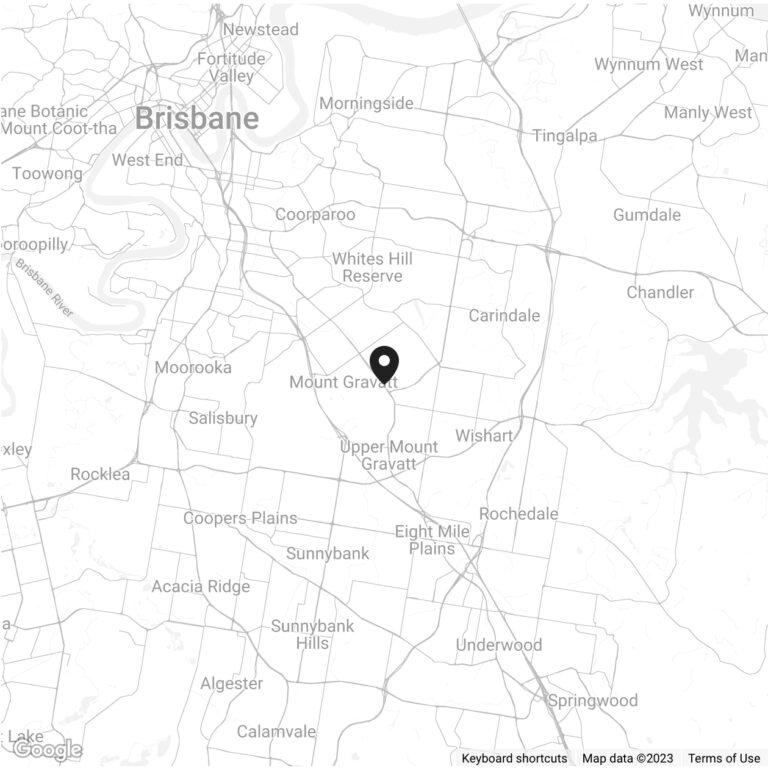 Wynnum
Newstead
Fortitude
Valley
Wynnum West
Man
Morningside
ane Botanic
Mount Coot-tha
Brisbane
Manly West
Tingalpa
West End
Toowong
Coorparoo
Gumdale
oroopilly
Whites Hill
Reserve
Brisbane River
Chandler
Carindale
Moorooka
Mount Gravatt
Salisbury
Wishart
Upper Mount
Gravatt
xley
Rocklea
Rochedale
Coopers Plains
Eight Mile
Plains
Sunnybank
Acacia Ridge
a
Sunnybank
Hills
Underwood
Algester
Springwood
Calamvale
t Lake
Google
Keyboard shortcuts Map data ©2023 Terms of Use